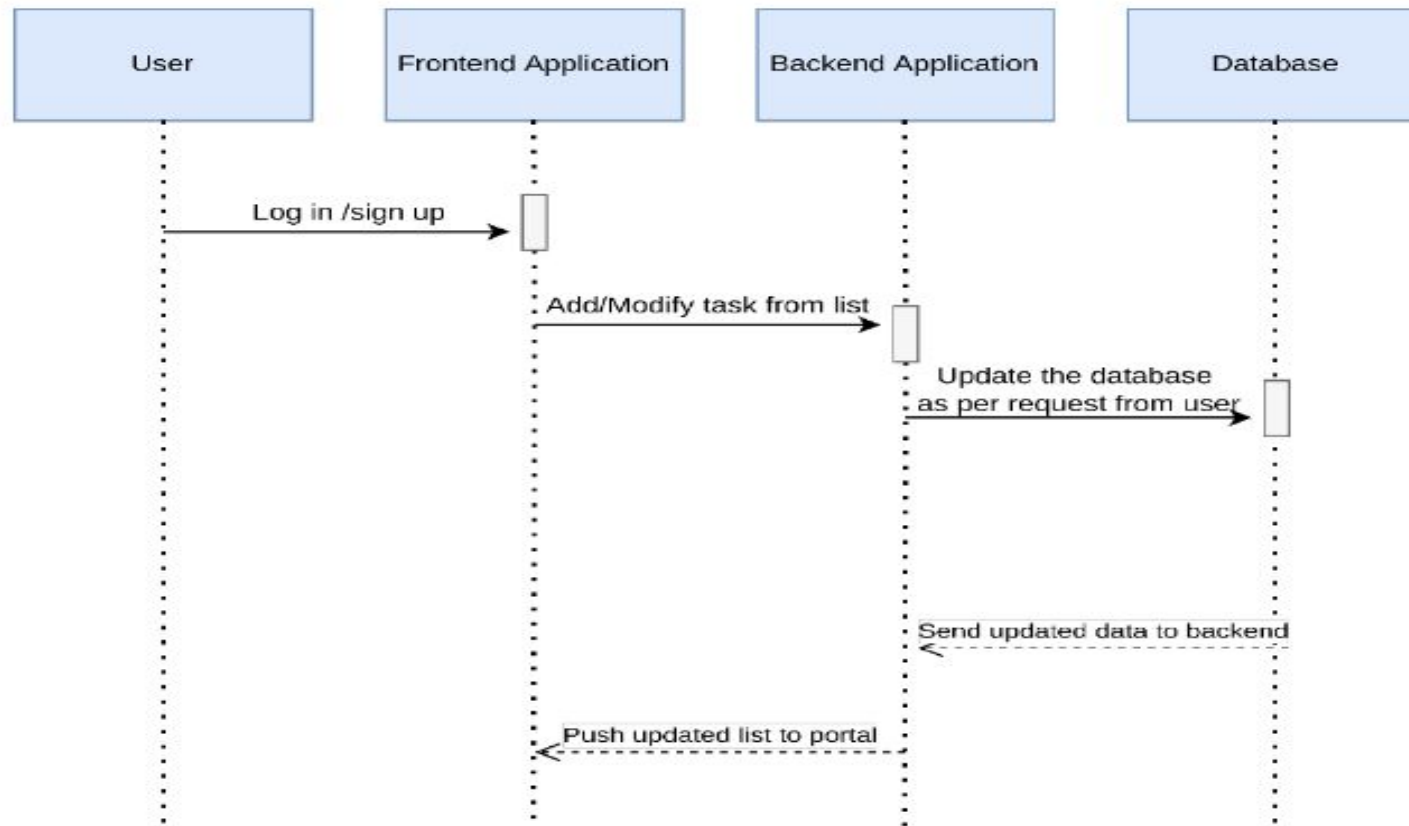 User
Frontend Application
Backend Application
Database
Log in /sign up
Add/Modify task from list
Update the database
as per request from user
Send updated data to backend
Push updated list to portal